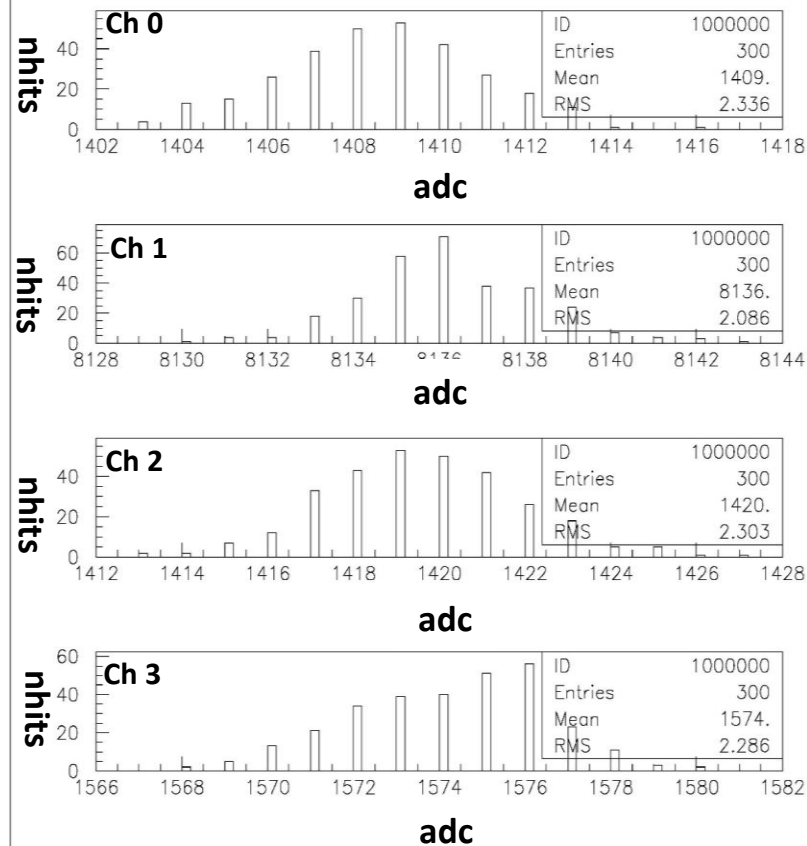 Ch 0
nhits
40
20
0
ID 1000000
Entries 300
Mean 1409.
RMS 2.336
1402 1404 1406 1408 1410 1412 1414 1416 1418
adc
Ch 1
nhits
60
40
20
0
ID 1000000
Entries 300
Mean 8136.
RMS 2.086
8128 8130 8132 8134 8136 8138 8140 8142 8144
adc
Ch 2
nhits
40
20
0
ID 1000000
Entries 300
Mean 1420.
RMS 2.303
1412 1414 1416 1418 1420 1422 1424 1426 1428
adc
Ch 3
nhits
60
40
20
0
ID 1000000
Entries 300
Mean 1574.
RMS 2.286
1566 1568 1570 1572 1574 1576 1578 1580 1582
adc